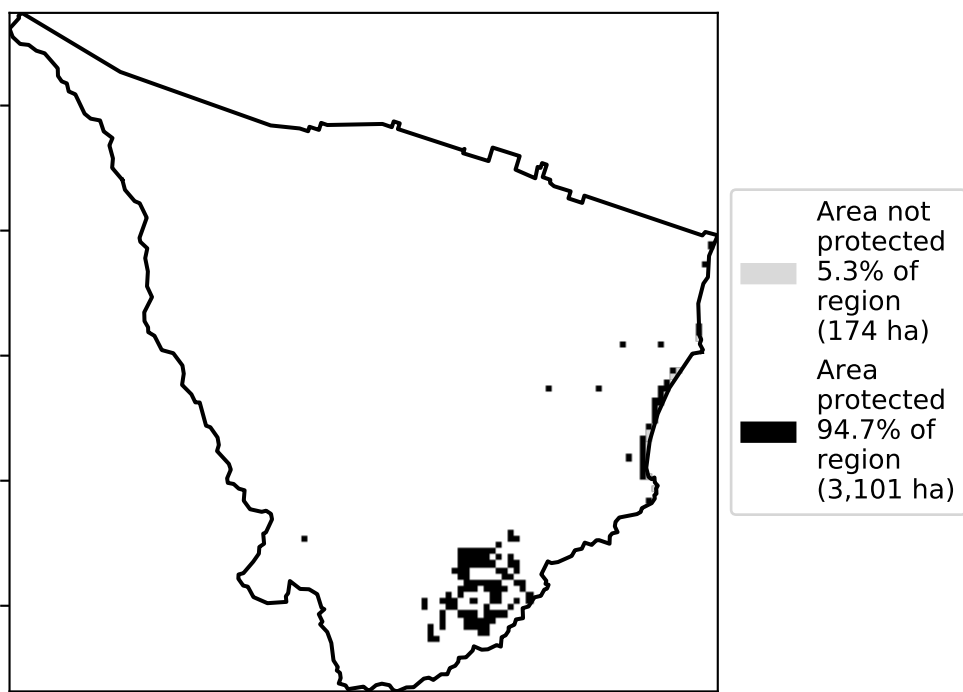 Area not
protected
5.3% of
region
(174 ha)
Area
protected
94.7% of
region
(3,101 ha)